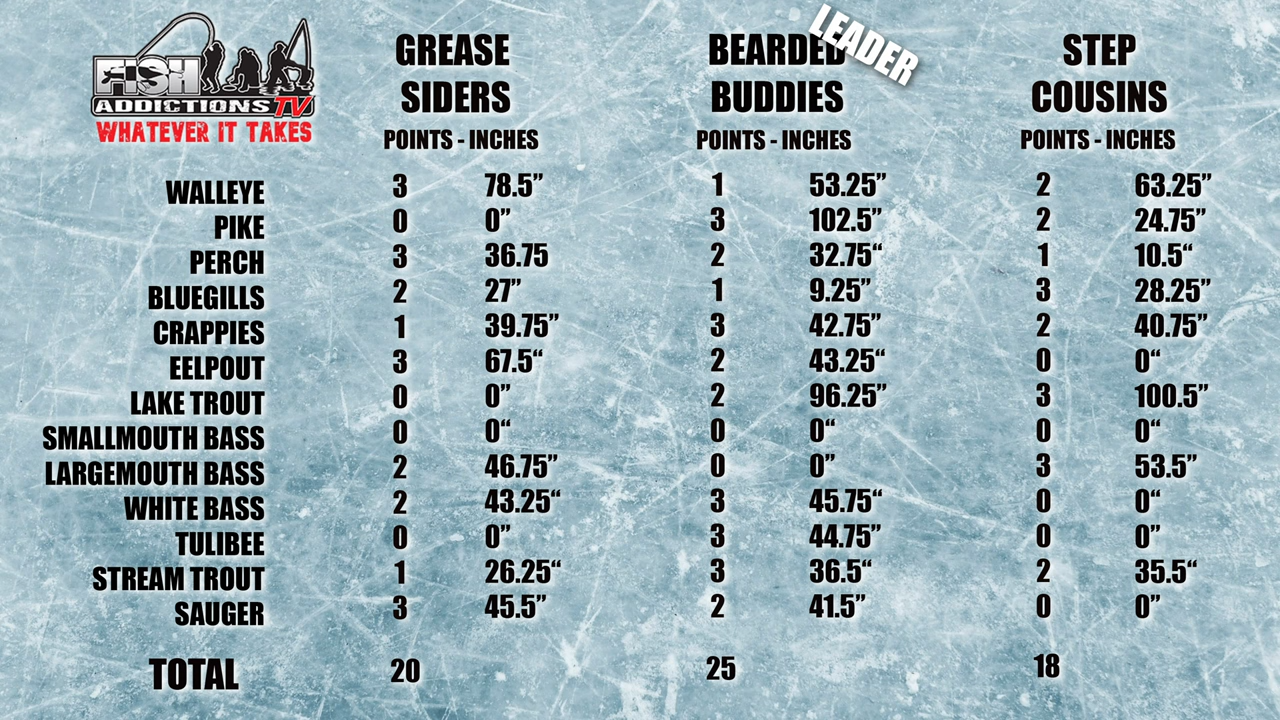 FISH
ADDICTIONS TV
WHATEVER IT TAKES
GREASE SIDERS
BEARDED BUDDIES
LEADER
STEP COUSINS
POINTS - INCHES POINTS - INCHES POINTS - INCHES
WALLEYE 3 78.5” 1 53.25” 2 63.25”
PIKE 0 0” 3 102.5” 2 24.75”
PERCH 3 36.75 2 32.75“ 1 10.5“
BLUEGILLS 2 27” 1 9.25” 3 28.25”
CRAPPIES 1 39.75” 3 42.75” 2 40.75”
EELPOUT 3 67.5“ 2 43.25“ 0 0“
LAKE TROUT 0 0” 2 96.25” 3 100.5”
SMALLMOUTH BASS 0 0“ 0 0“ 0 0“
LARGEMOUTH BASS 2 46.75” 0 0” 3 53.5”
WHITE BASS 2 43.25“ 3 45.75“ 0 0“
TULIBEE 0 0” 3 44.75” 0 0”
STREAM TROUT 1 26.25“ 3 36.5“ 2 35.5“
SAUGER 3 45.5” 2 41.5” 0 0”
TOTAL 20 25 18